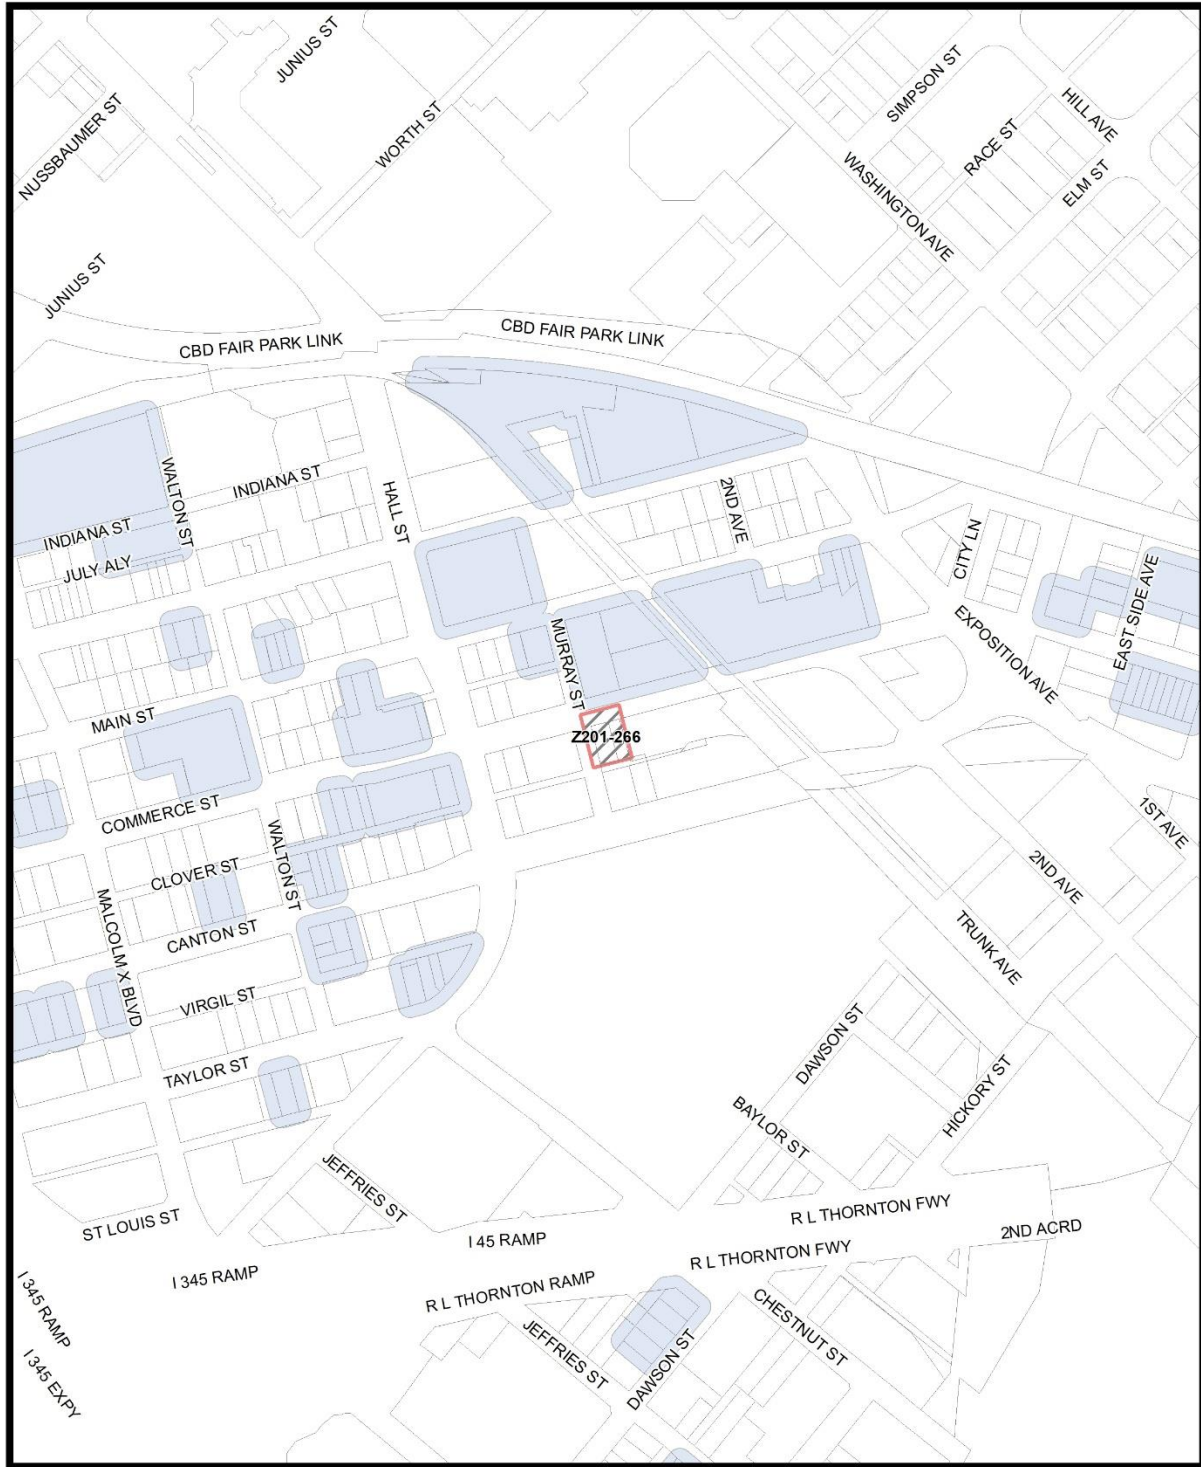 JUNIUS ST
SIMPSON ST
HILL AVE
NUSSBAUMER ST
WORTH ST
RACE ST
WASHINGTON AVE
ELM ST
JUNIUS ST
CBD FAIR PARK LINK
CBD FAIR PARK LINK
WALTON ST
INDIANA ST
HALL ST
2ND AVE
INDIANA ST
JULY ALY
CITY LN
EAST SIDE AVE
MURRAY ST
EXPOSITION AVE
MAIN ST
Z201-266
COMMERCE ST
1ST AVE
WALTON ST
CLOVER ST
2ND AVE
MALCOLM X BLVD
CANTON ST
TRUNK AVE
VIRGIL ST
DAWSON ST
TAYLOR ST
HICKORY ST
BAYLOR ST
JEFFRIES ST
ST LOUIS ST
R L THORNTON FWY
I 45 RAMP
2ND ACRD
R L THORNTON FWY
I 345 RAMP
R L THORNTON RAMP
I 345 RAMP
CHESTNUT ST
JEFFRIES ST
DAWSON ST
I 345 EXPY